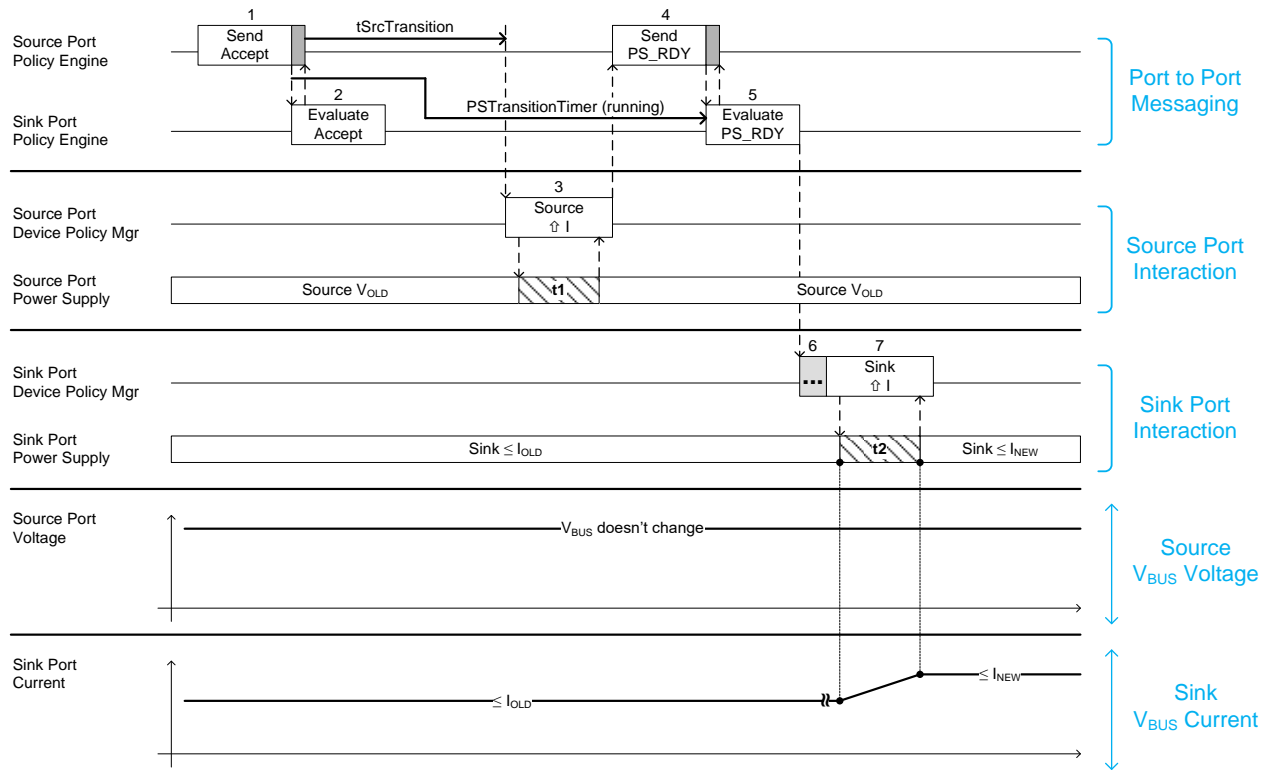 1
tSrcTransition
4
Source Port
Policy Engine
Send
Accept
Send
PS_RDY
Port to Port
Messaging
2
PSTransitionTimer (running)
5
Sink Port
Policy Engine
Evaluate
Accept
Evaluate
PS_RDY
3
Source Port
Device Policy Mgr
Source
⇧ I
Source Port
Interaction
Source Port
Power Supply
Source VOLD
t1
Source VOLD
6
7
Sink Port
Device Policy Mgr
...
Sink
⇧ I
Sink Port
Interaction
Sink Port
Power Supply
Sink ≤ IOLD
t2
Sink ≤ INEW
Source Port
Voltage
VBUS doesn't change
Source
VBUS Voltage
Sink Port
Current
≤ IOLD
≤ INEW
Sink
VBUS Current